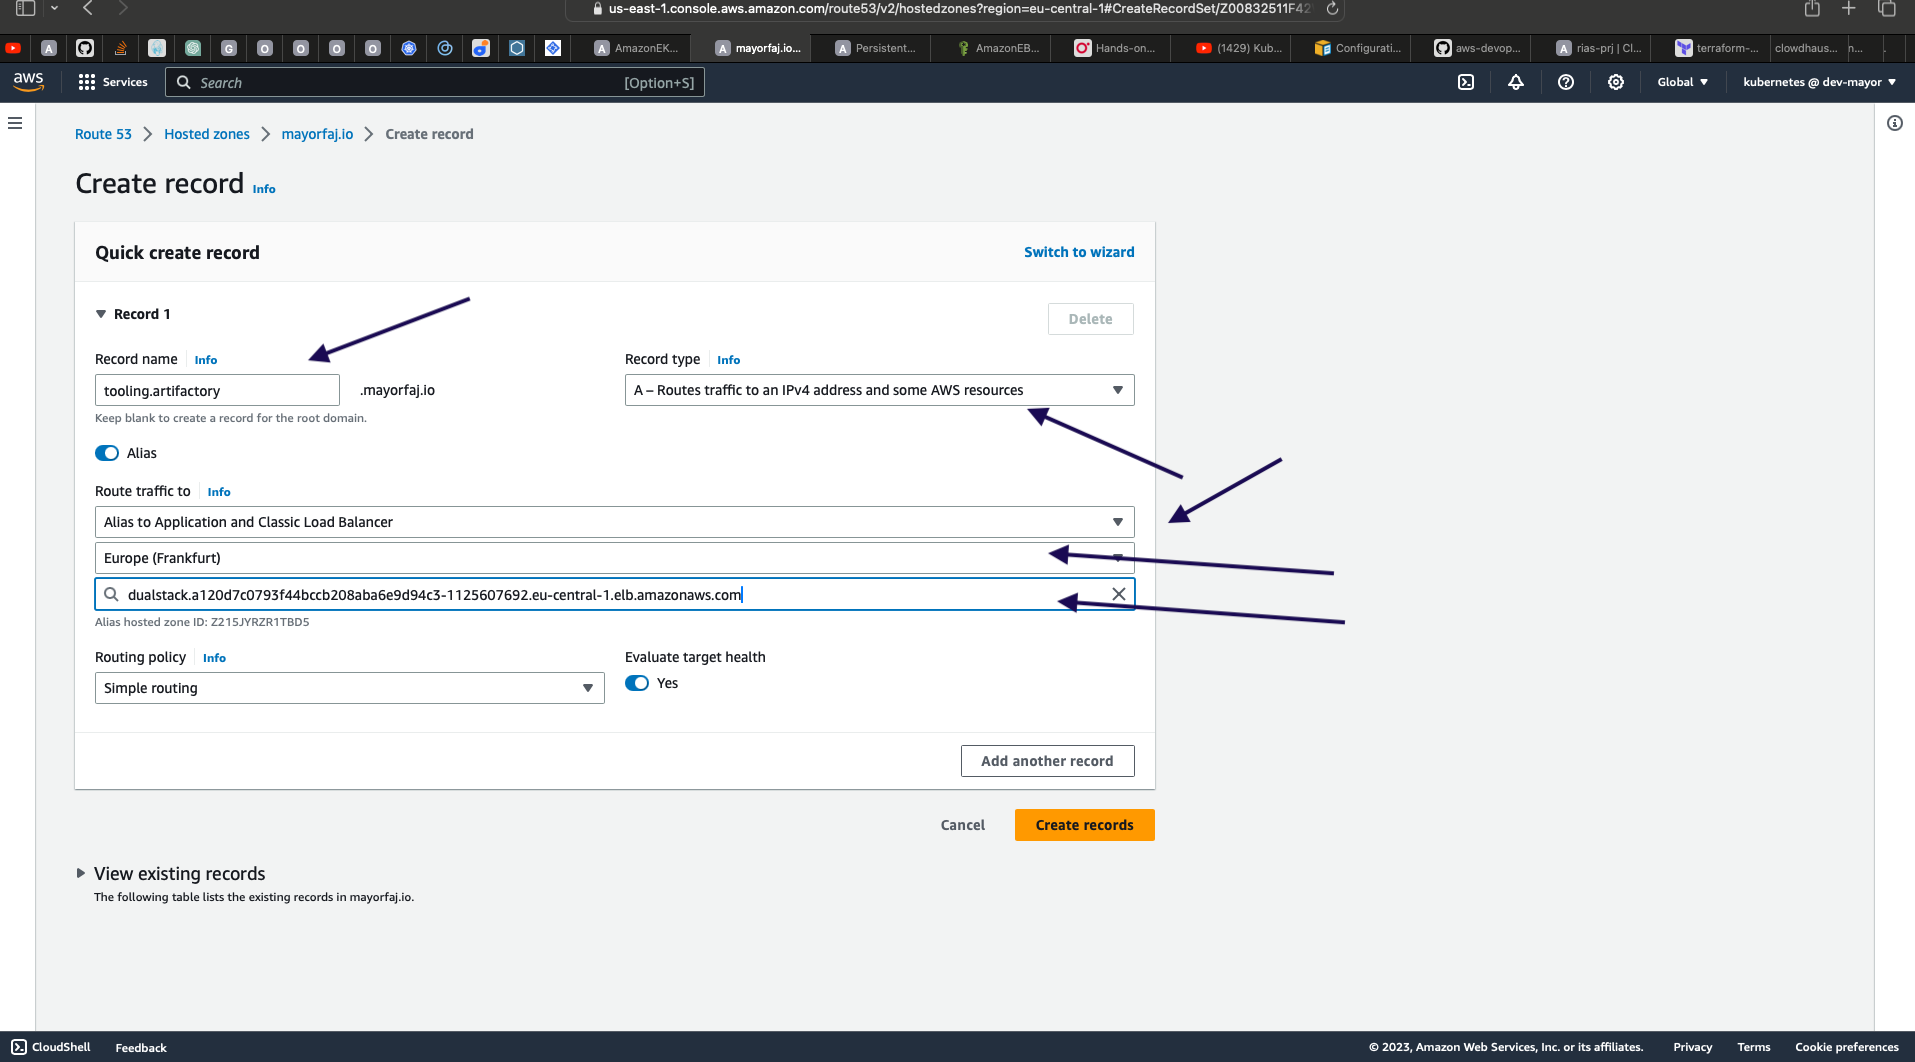 us-east-1.console.aws.amazon.com/route53/v2/hostedzones?region=eu-central-1#CreateRecordSet/Z00832511F42
AmazonEK...
mayorfaj.io...
Persistent...
AmazonEB...
Hands-on...
(1429) Kub...
Configurati...
aws-devop...
rias-prj | Cl...
terraform-...
clowdhaus...
n...
aws
Services
Search
[Option+S]
Global
kubernetes @ dev-mayor
Route 53 > Hosted zones > mayorfaj.io > Create record
Create record Info
Quick create record
Switch to wizard
Record 1
Delete
Record name Info
Record type Info
tooling.artifactory
.mayorfaj.io
A – Routes traffic to an IPv4 address and some AWS resources
Keep blank to create a record for the root domain.
Alias
Route traffic to Info
Alias to Application and Classic Load Balancer
Europe (Frankfurt)
dualstack.a120d7c0793f44bccb208aba6e9d94c3-1125607692.eu-central-1.elb.amazonaws.com
Alias hosted zone ID: Z215JYRZR1TBD5
Routing policy Info
Evaluate target health
Simple routing
Yes
Add another record
Cancel
Create records
View existing records
The following table lists the existing records in mayorfaj.io.
CloudShell
Feedback
© 2023, Amazon Web Services, Inc. or its affiliates.
Privacy
Terms
Cookie preferences